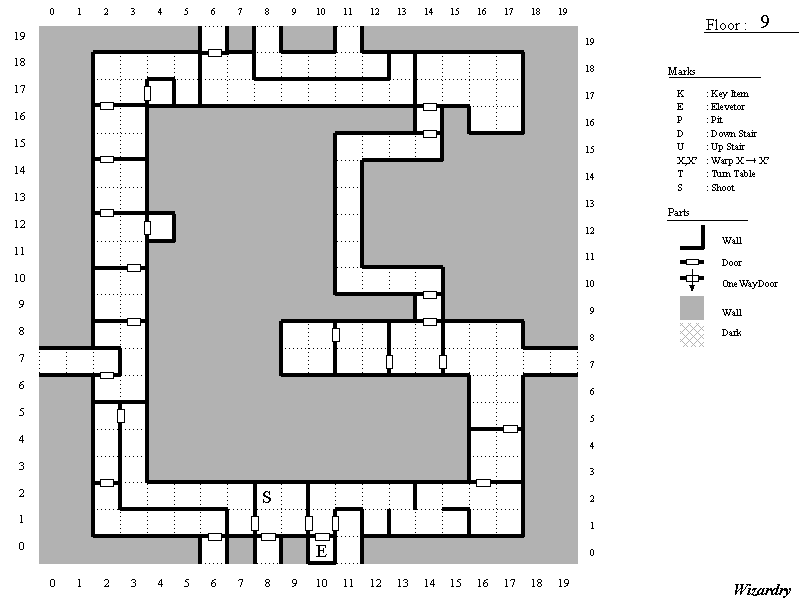 0 1 2 3 4 5 6 7 8 9 10 11 12 13 14 15 16 17 19 19
Floor : 9
19 19
18 18
17 17
16 16
15 15
14 14
13 13
12 12
11 11
10 10
9 9
8 8
7 7
6 6
5 5
4 4
3 3
2 S 2
1 1
0 E 0
0 1 2 3 4 5 6 7 8 9 10 11 12 13 14 15 16 17 19 19
Marks
K : Key Item
E : Elevetor
P : Pit
D : Down Stair
U : Up Stair
X,X' : Warp X → X'
T : Turn Table
S : Shoot
Parts
Wall
Door
One Way Door
Wall
Dark
Wizardry